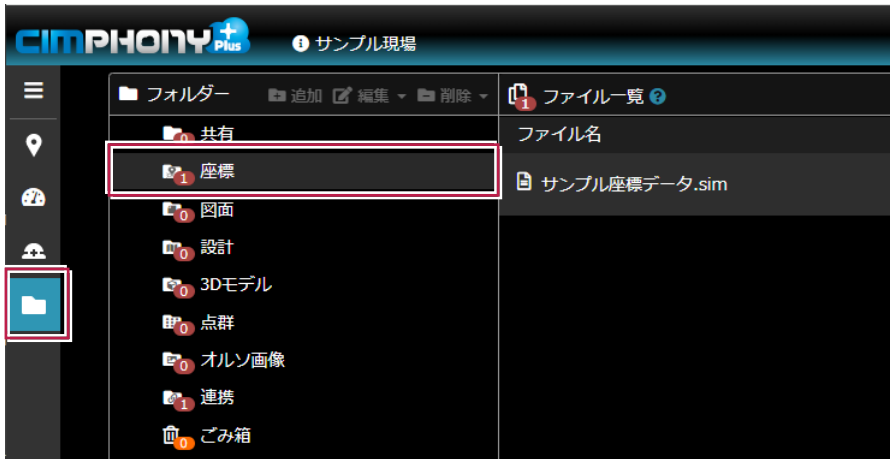 CIMPHONY Plus
サンプル現場
フォルダー 追加 編集 削除
1 ファイル一覧
0 共有
ファイル名
1 座標
サンプル座標データ.sim
0 図面
0 設計
0 3Dモデル
0 点群
0 オルソ画像
1 連携
0 ごみ箱